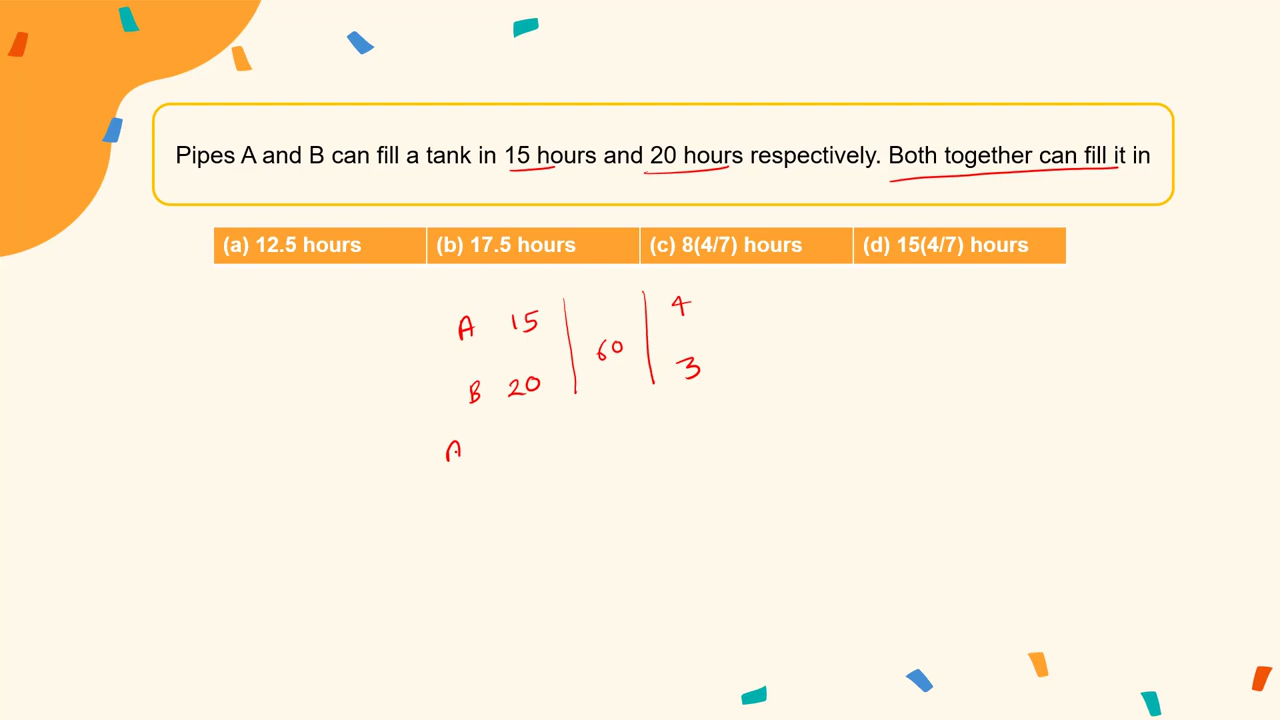 Pipes A and B can fill a tank in 15 hours and 20 hours respectively. Both together can fill it in
(a) 12.5 hours (b) 17.5 hours (c) 8(4/7) hours (d) 15(4/7) hours
A 15 4
60
B 20 3
A